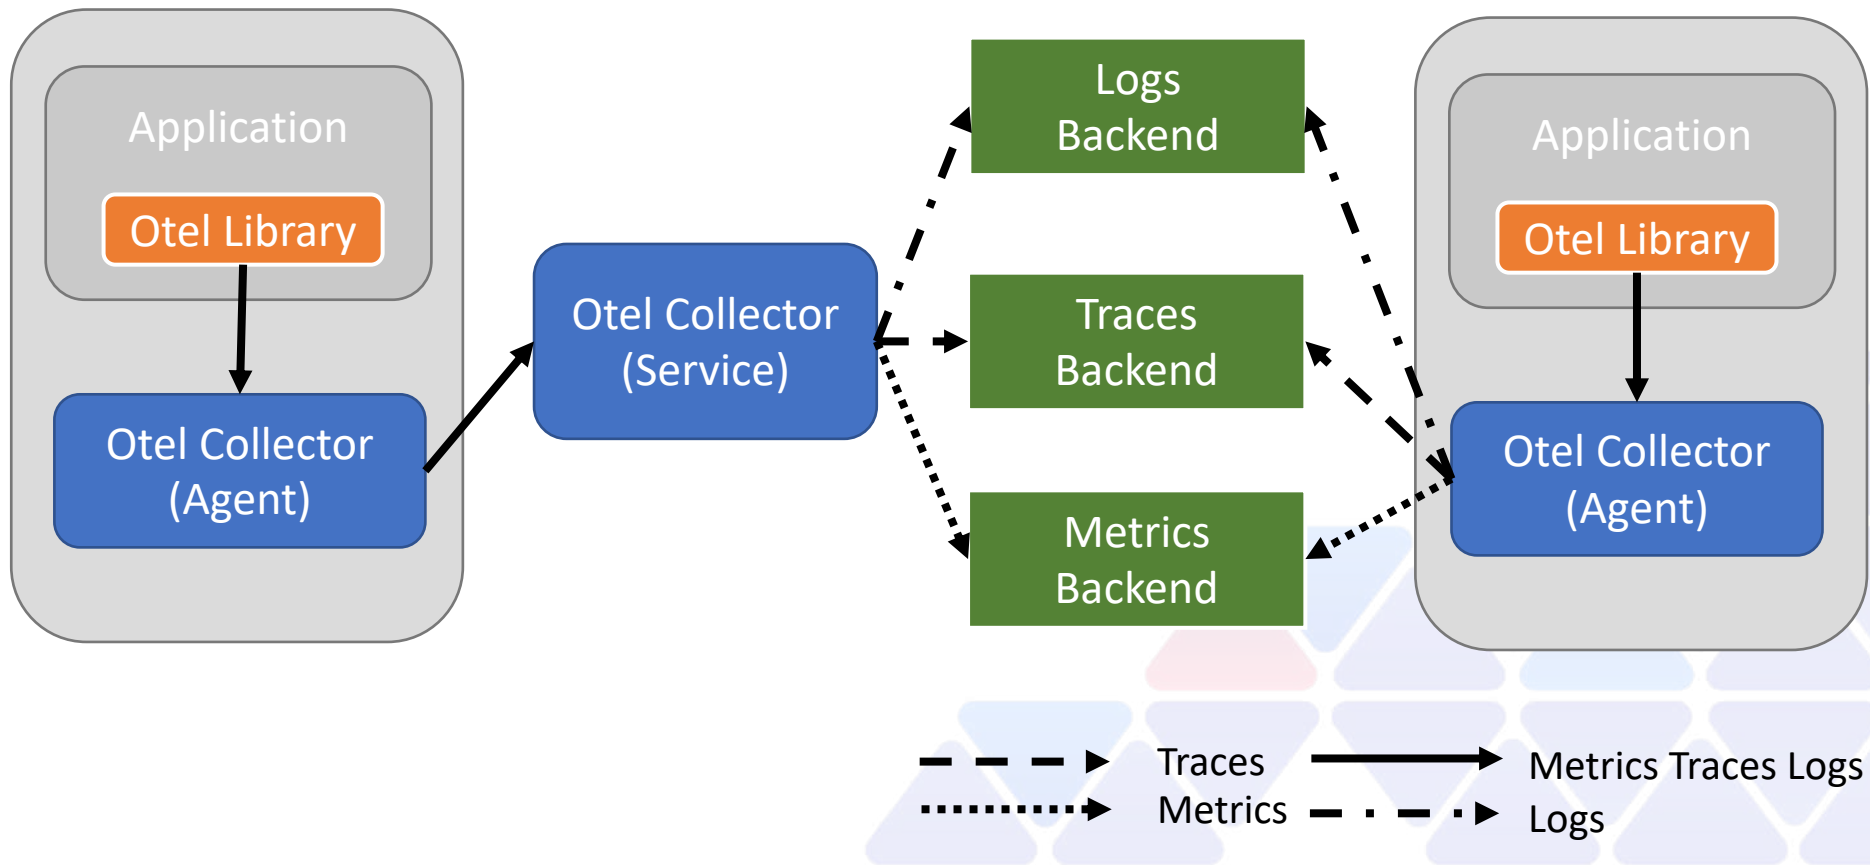 Application
Otel Library
Otel Collector
(Agent)
Otel Collector
(Service)
Logs
Backend
Traces
Backend
Metrics
Backend
Application
Otel Library
Otel Collector
(Agent)
Traces
Metrics Traces Logs
Metrics
Logs